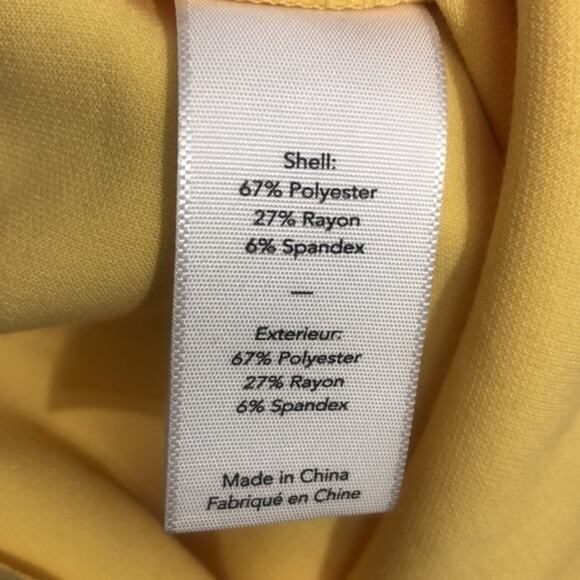 Shell:
67% Polyester
27% Rayon
6% Spandex
—
Exterieur:
67% Polyester
27% Rayon
6% Spandex
Made in China
Fabriqué en Chine